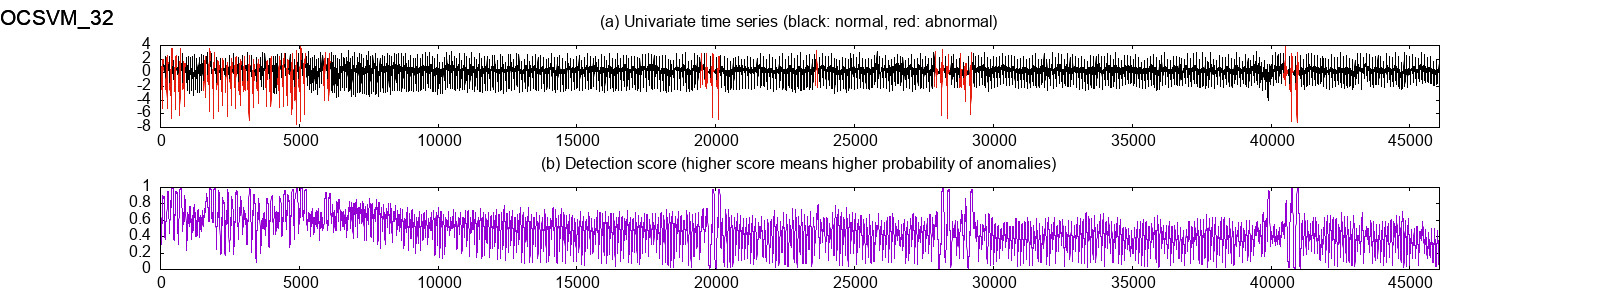 OCSVM_32
(a) Univariate time series (black: normal, red: abnormal)
4
2
0
-2
-4
-6
-8
0 5000 10000 15000 20000 25000 30000 35000 40000 45000
(b) Detection score (higher score means higher probability of anomalies)
1
0.8
0.6
0.4
0.2
0
0 5000 10000 15000 20000 25000 30000 35000 40000 45000